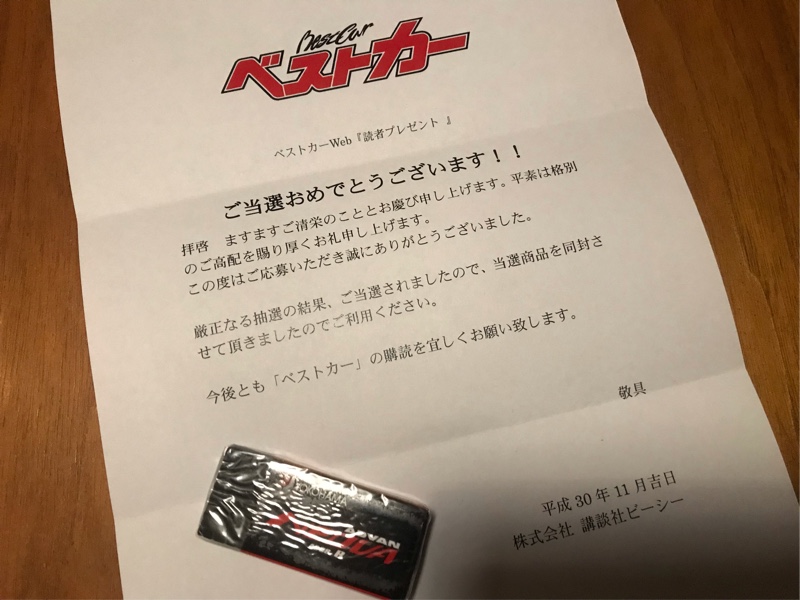 BestCar
ベストカー
ベストカーWeb『読者プレゼント 』
ご当選おめでとうございます！！
拝啓　ますますご清栄のこととお慶び申し上げます。平素は格別
のご高配を賜り厚くお礼申し上げます。
この度はご応募いただき誠にありがとうございました。
厳正なる抽選の結果、ご当選されましたので、当選商品を同封さ
せて頂きましたのでご利用ください。
今後とも「ベストカー」の購読を宜しくお願い致します。
敬具
平成 30 年 11 月吉日
株式会社 講談社ビーシー
YOKOHAMA
ADVAN